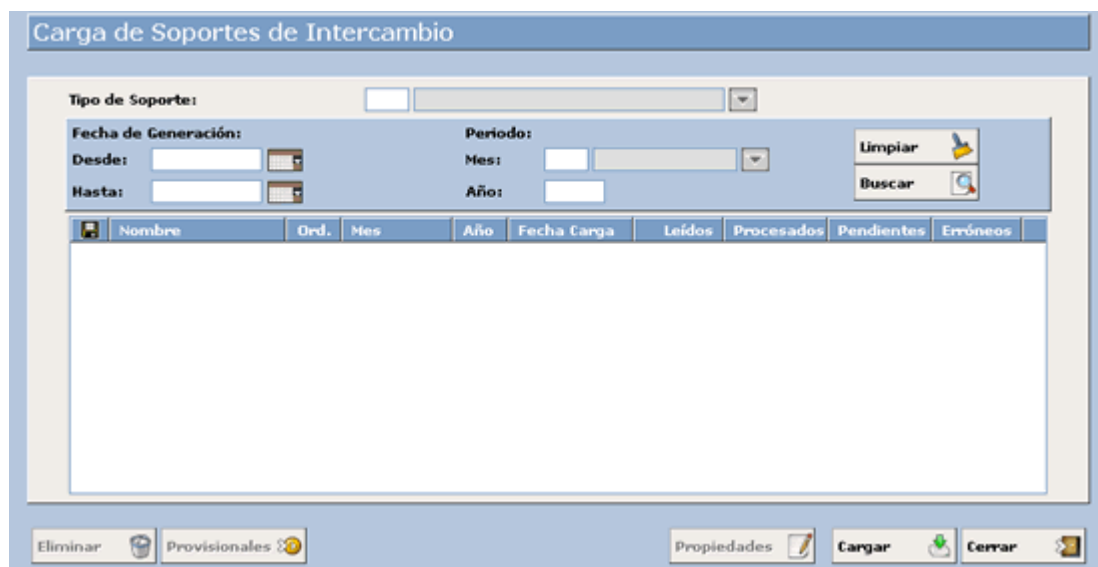 Carga de Soportes de Intercambio
Tipo de Soporte:
Fecha de Generación: Periodo:
Desde: Mes: Limpiar
Hasta: Año: Buscar
Nombre Ord. Mes Año Fecha Carga Leídos Procesados Pendientes Erróneos
Eliminar Provisionales Propiedades Cargar Cerrar